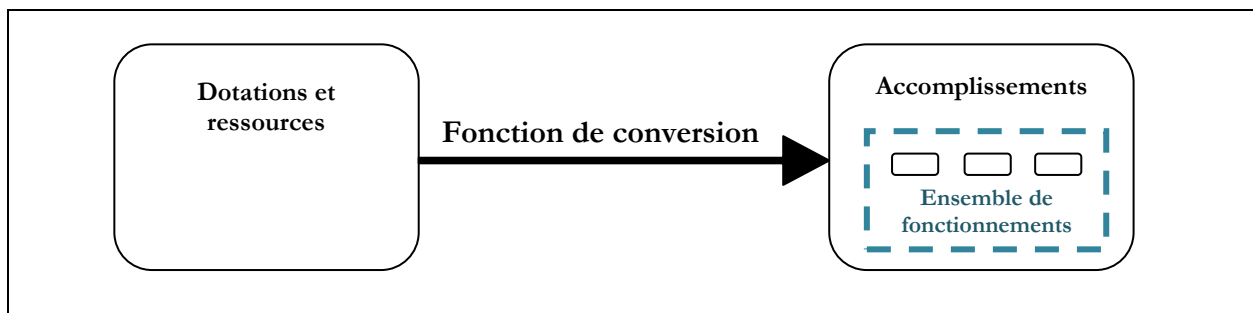 Dotations et
ressources
Fonction de conversion
Accomplissements
Ensemble de
fonctionnements